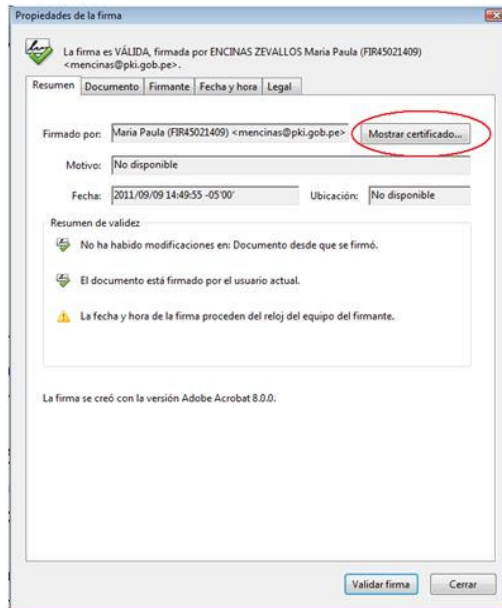 Propiedades de la firma
La firma es VÁLIDA, firmada por ENCINAS ZEVALLOS Maria Paula (FIR45021409)
<mencinas@pki.gob.pe>.
Resumen Documento Firmante Fecha y hora Legal
Firmado por: Maria Paula (FIR45021409) <mencinas@pki.gob.pe> Mostrar certificado...
Motivo: No disponible
Fecha: 2011/09/09 14:49:55 -05'00' Ubicación: No disponible
Resumen de validez
No ha habido modificaciones en: Documento desde que se firmó.
El documento está firmado por el usuario actual.
La fecha y hora de la firma proceden del reloj del equipo del firmante.
La firma se creó con la versión Adobe Acrobat 8.0.0.
Validar firma Cerrar